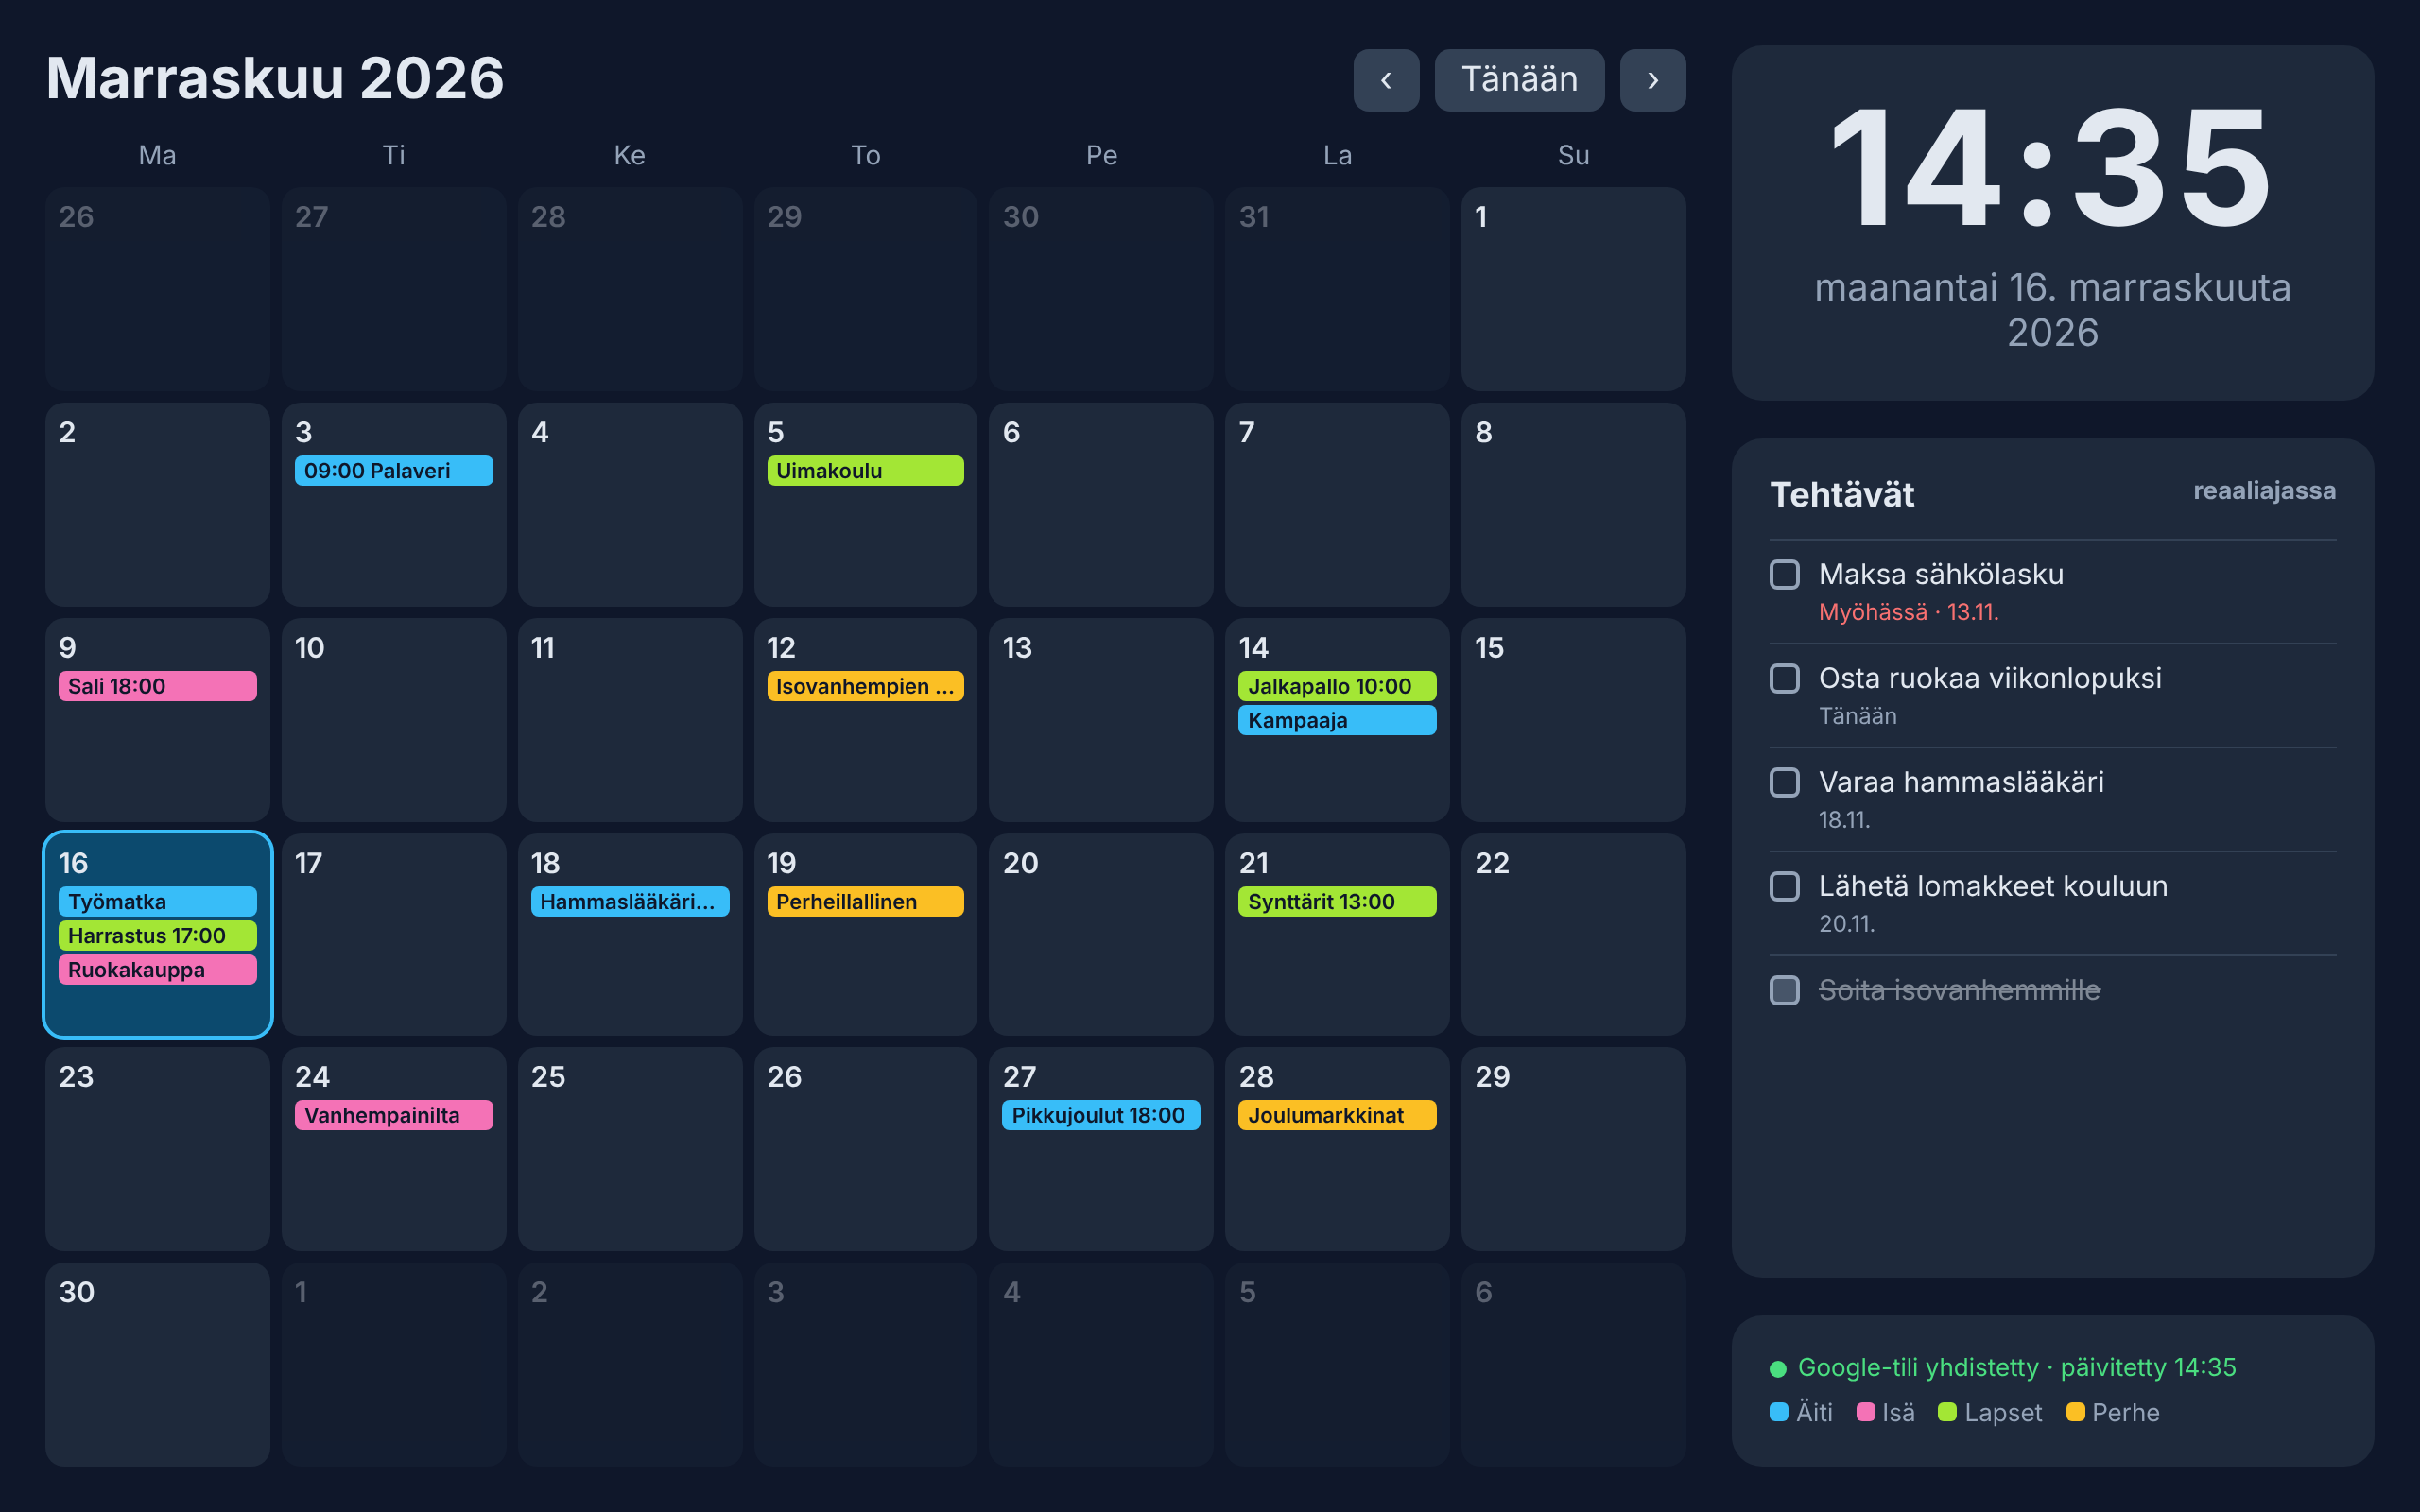 Marraskuu 2026
‹ Tänään ›
Ma Ti Ke To Pe La Su
26 27 28 29 30 31 1
2 3 4 5 6 7 8
09:00 Palaveri
Uimakoulu
9 10 11 12 13 14 15
Sali 18:00
Isovanhempien ...
Jalkapallo 10:00
Kampaaja
16 17 18 19 20 21 22
Työmatka
Harrastus 17:00
Ruokakauppa
Hammaslääkäri...
Perheillallinen
Synttärit 13:00
23 24 25 26 27 28 29
Vanhempainilta
Pikkujoulut 18:00
Joulumarkkinat
30 1 2 3 4 5 6
14:35
maanantai 16. marraskuuta
2026
Tehtävät
reaaliajassa
Maksa sähkölasku
Myöhässä · 13.11.
Osta ruokaa viikonlopuksi
Tänään
Varaa hammaslääkäri
18.11.
Lähetä lomakkeet kouluun
20.11.
Soita isovanhemmille
Google-tili yhdistetty · päivitetty 14:35
Äiti Isä Lapset Perhe